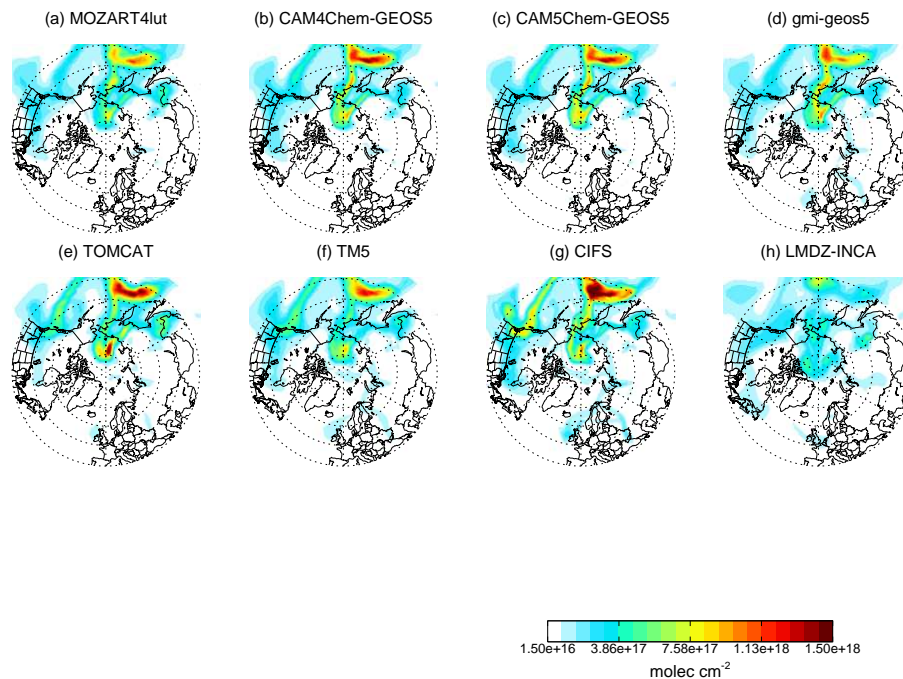 (a) MOZART4lut (b) CAM4Chem-GEOS5 (c) CAM5Chem-GEOS5 (d) gmi-geos5
(e) TOMCAT (f) TM5 (g) CIFS (h) LMDZ-INCA
1.50e+16 3.86e+17 7.58e+17 1.13e+18 1.50e+18
molec cm⁻²